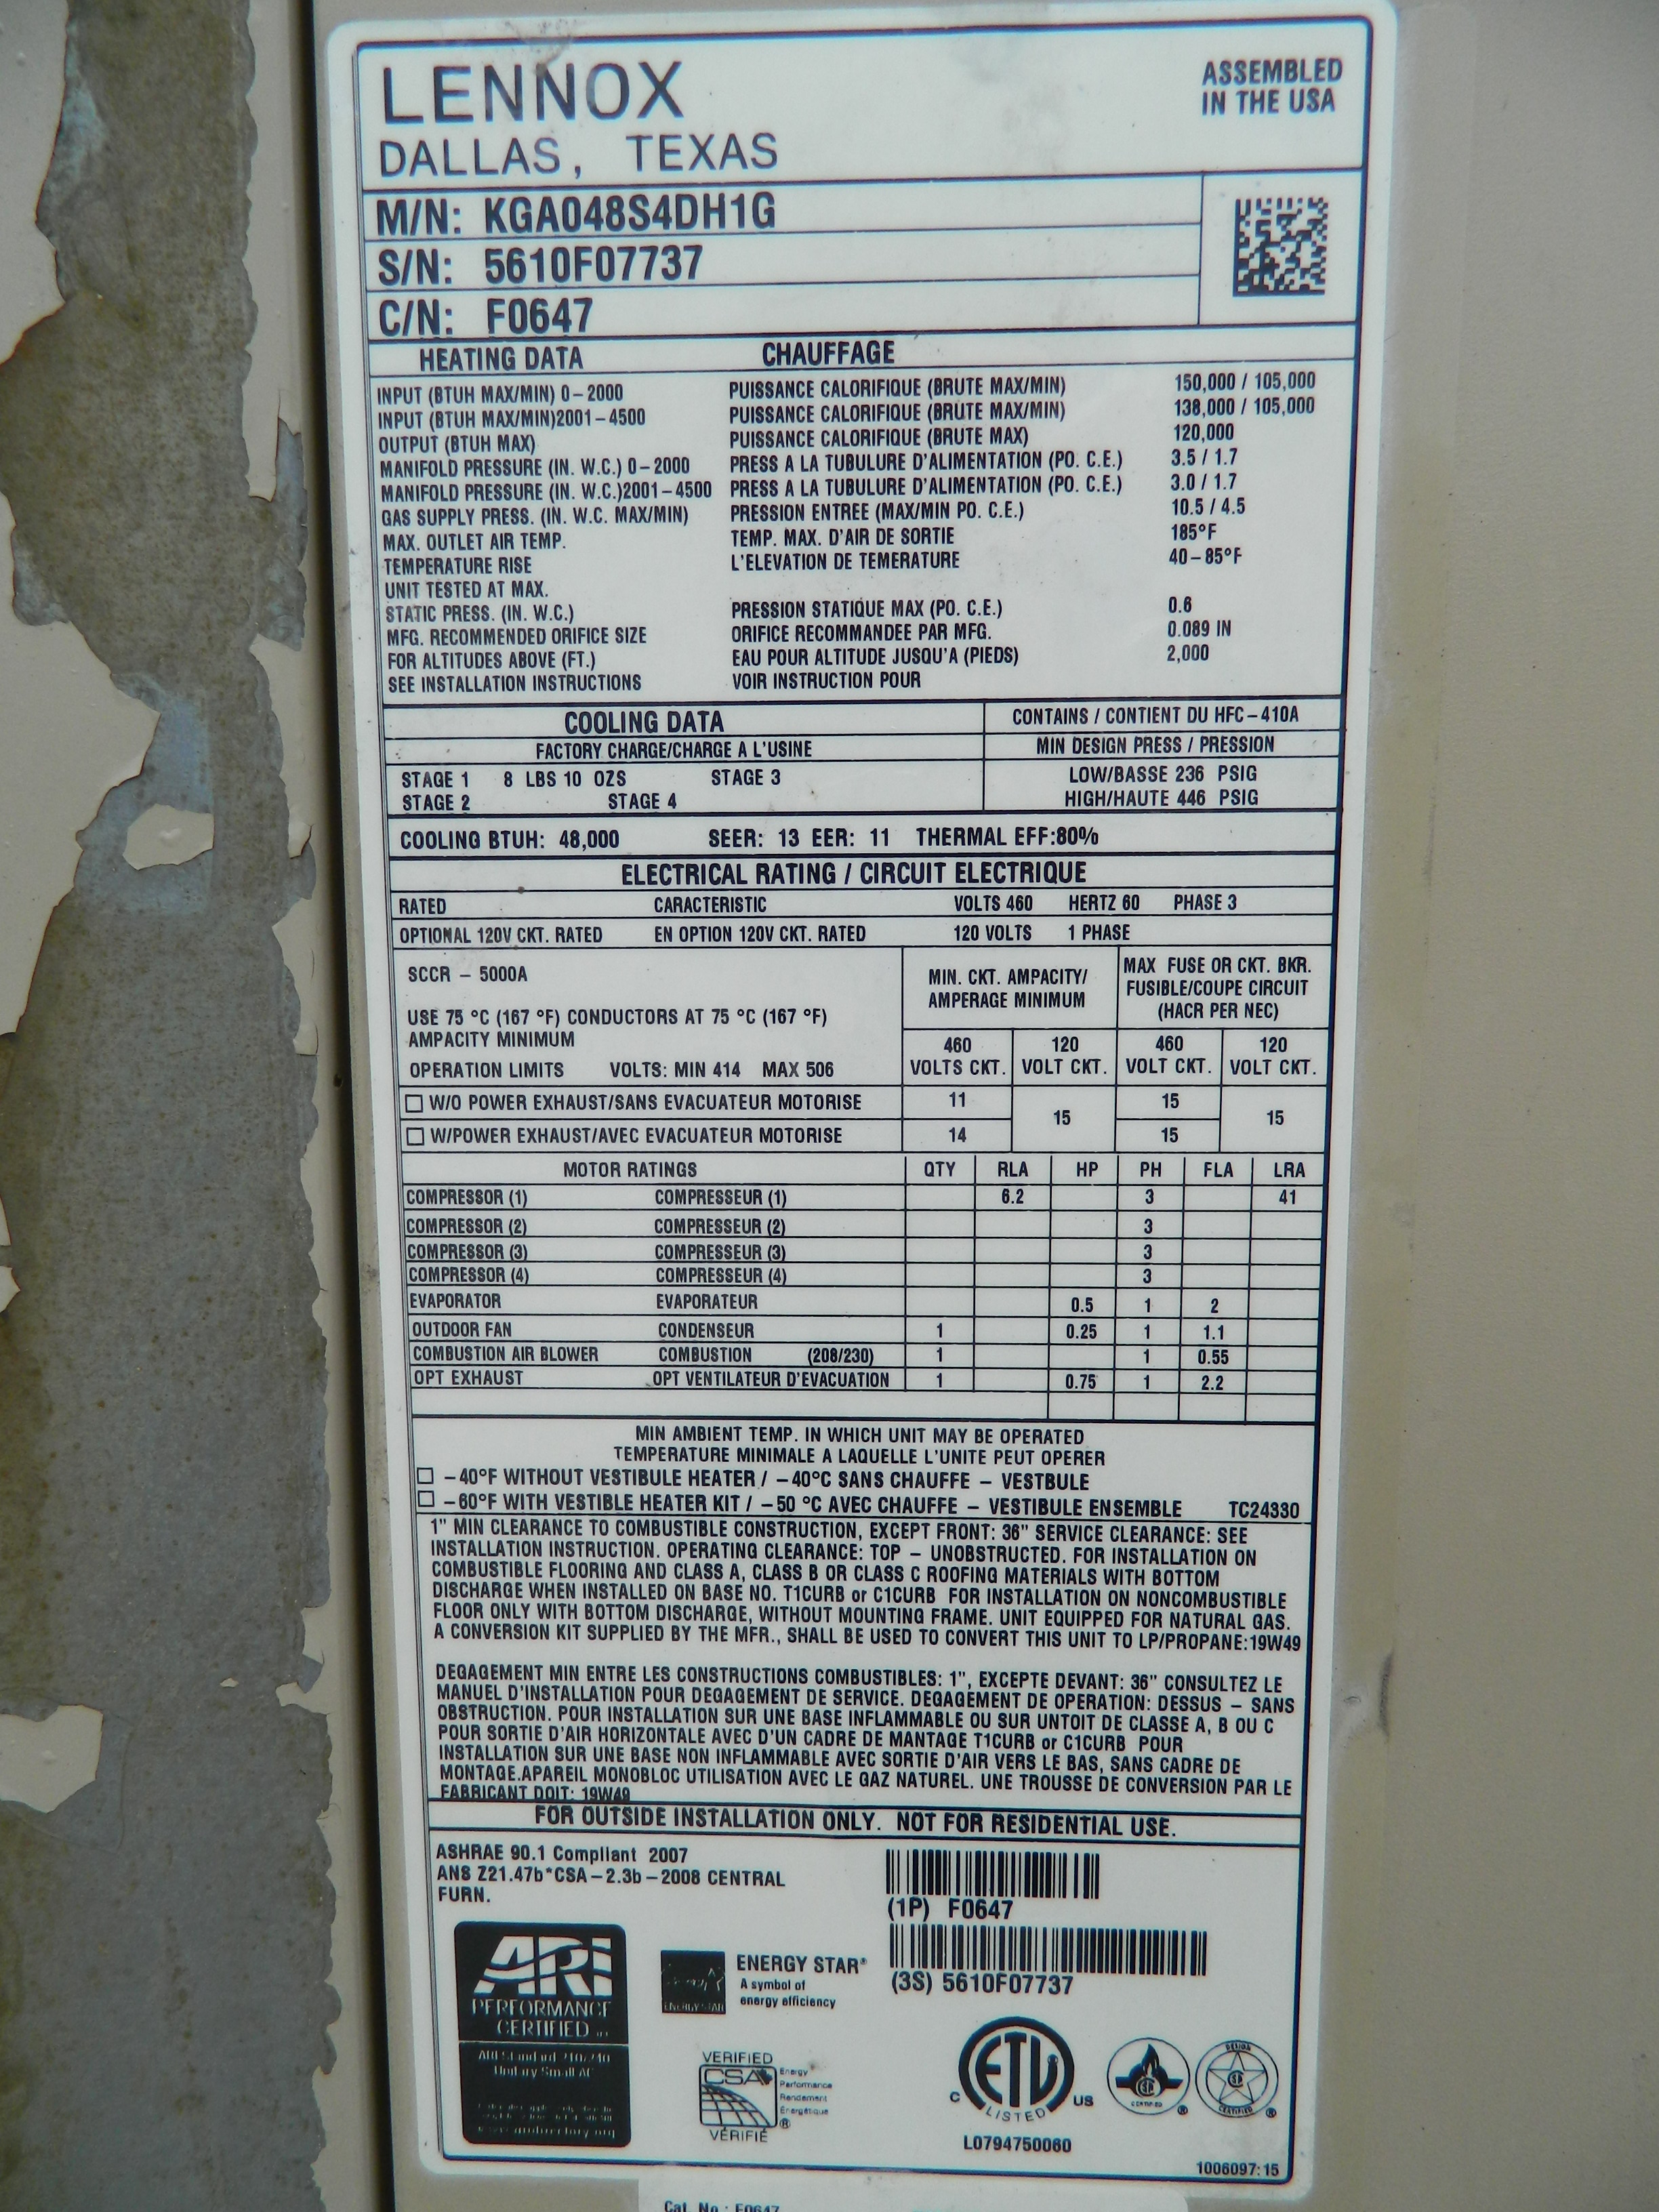 LENNOX
DALLAS, TEXAS
ASSEMBLED
IN THE USA
M/N: KGA048S4DH1G
S/N: 5610F07737
C/N: F0647
HEATING DATA CHAUFFAGE
INPUT (BTUH MAX/MIN) 0-2000 PUISSANCE CALORIFIQUE (BRUTE MAX/MIN) 150,000 / 105,000
INPUT (BTUH MAX/MIN)2001-4500 PUISSANCE CALORIFIQUE (BRUTE MAX/MIN) 138,000 / 105,000
OUTPUT (BTUH MAX) PUISSANCE CALORIFIQUE (BRUTE MAX) 120,000
MANIFOLD PRESSURE (IN. W.C.) 0-2000 PRESS A LA TUBULURE D'ALIMENTATION (PO. C.E.) 3.5 / 1.7
MANIFOLD PRESSURE (IN. W.C.)2001-4500 PRESS A LA TUBULURE D'ALIMENTATION (PO. C.E.) 3.0 / 1.7
GAS SUPPLY PRESS. (IN. W.C. MAX/MIN) PRESSION ENTREE (MAX/MIN PO. C.E.) 10.5 / 4.5
MAX. OUTLET AIR TEMP. TEMP. MAX. D'AIR DE SORTIE 185°F
TEMPERATURE RISE L'ELEVATION DE TEMERATURE 40-85°F
UNIT TESTED AT MAX.
STATIC PRESS. (IN. W.C.) PRESSION STATIQUE MAX (PO. C.E.) 0.6
MFG. RECOMMENDED ORIFICE SIZE ORIFICE RECOMMANDEE PAR MFG. 0.089 IN
FOR ALTITUDES ABOVE (FT.) EAU POUR ALTITUDE JUSQU'A (PIEDS) 2,000
SEE INSTALLATION INSTRUCTIONS VOIR INSTRUCTION POUR
COOLING DATA CONTAINS / CONTIENT DU HFC-410A
FACTORY CHARGE/CHARGE A L'USINE MIN DESIGN PRESS / PRESSION
STAGE 1 8 LBS 10 OZS STAGE 3 LOW/BASSE 236 PSIG
STAGE 2 STAGE 4 HIGH/HAUTE 446 PSIG
COOLING BTUH: 48,000 SEER: 13 EER: 11 THERMAL EFF:80%
ELECTRICAL RATING / CIRCUIT ELECTRIQUE
RATED CARACTERISTIC VOLTS 460 HERTZ 60 PHASE 3
OPTIONAL 120V CKT. RATED EN OPTION 120V CKT. RATED 120 VOLTS 1 PHASE
SCCR - 5000A
USE 75 °C (167 °F) CONDUCTORS AT 75 °C (167 °F)
AMPACITY MINIMUM
OPERATION LIMITS VOLTS: MIN 414 MAX 506
MIN. CKT. AMPACITY/
AMPERAGE MINIMUM
MAX FUSE OR CKT. BKR.
FUSIBLE/COUPE CIRCUIT
(HACR PER NEC)
460 120 460 120
VOLTS CKT. VOLT CKT. VOLT CKT. VOLT CKT.
W/O POWER EXHAUST/SANS EVACUATEUR MOTORISE 11 15 15 15
W/POWER EXHAUST/AVEC EVACUATEUR MOTORISE 14 15
MOTOR RATINGS QTY RLA HP PH FLA LRA
COMPRESSOR (1) COMPRESSEUR (1) 6.2 3 41
COMPRESSOR (2) COMPRESSEUR (2) 3
COMPRESSOR (3) COMPRESSEUR (3) 3
COMPRESSOR (4) COMPRESSEUR (4) 3
EVAPORATOR EVAPORATEUR 0.5 1 2
OUTDOOR FAN CONDENSEUR 1 0.25 1 1.1
COMBUSTION AIR BLOWER COMBUSTION (208/230) 1 1 0.55
OPT EXHAUST OPT VENTILATEUR D'EVACUATION 1 0.75 1 2.2
MIN AMBIENT TEMP. IN WHICH UNIT MAY BE OPERATED
TEMPERATURE MINIMALE A LAQUELLE L'UNITE PEUT OPERER
-40°F WITHOUT VESTIBULE HEATER / -40°C SANS CHAUFFE - VESTBULE
-60°F WITH VESTIBLE HEATER KIT / -50 °C AVEC CHAUFFE - VESTIBULE ENSEMBLE TC24330
1" MIN CLEARANCE TO COMBUSTIBLE CONSTRUCTION, EXCEPT FRONT: 36" SERVICE CLEARANCE: SEE
INSTALLATION INSTRUCTION. OPERATING CLEARANCE: TOP - UNOBSTRUCTED. FOR INSTALLATION ON
COMBUSTIBLE FLOORING AND CLASS A, CLASS B OR CLASS C ROOFING MATERIALS WITH BOTTOM
DISCHARGE WHEN INSTALLED ON BASE NO. T1CURB or C1CURB FOR INSTALLATION ON NONCOMBUSTIBLE
FLOOR ONLY WITH BOTTOM DISCHARGE, WITHOUT MOUNTING FRAME. UNIT EQUIPPED FOR NATURAL GAS.
A CONVERSION KIT SUPPLIED BY THE MFR., SHALL BE USED TO CONVERT THIS UNIT TO LP/PROPANE:19W49
DEGAGEMENT MIN ENTRE LES CONSTRUCTIONS COMBUSTIBLES: 1", EXCEPTE DEVANT: 36" CONSULTEZ LE
MANUEL D'INSTALLATION POUR DEGAGEMENT DE SERVICE. DEGAGEMENT DE OPERATION: DESSUS - SANS
OBSTRUCTION. POUR INSTALLATION SUR UNE BASE INFLAMMABLE OU SUR UNTOIT DE CLASSE A, B OU C
POUR SORTIE D'AIR HORIZONTALE AVEC D'UN CADRE DE MANTAGE T1CURB or C1CURB POUR
INSTALLATION SUR UNE BASE NON INFLAMMABLE AVEC SORTIE D'AIR VERS LE BAS, SANS CADRE DE
MONTAGE.APAREIL MONOBLOC UTILISATION AVEC LE GAZ NATUREL. UNE TROUSSE DE CONVERSION PAR LE
FABRICANT DOIT: 19W49
FOR OUTSIDE INSTALLATION ONLY. NOT FOR RESIDENTIAL USE.
ASHRAE 90.1 Compliant 2007
ANS Z21.47b*CSA-2.3b-2008 CENTRAL
FURN.
(1P) F0647
(3S) 5610F07737
ARI
PERFORMANCE
CERTIFIED
ARI Standard 210/240
Unitary Small AC
ENERGY STAR
ENERGY STAR®
A symbol of
energy efficiency
VERIFIED
CSA
Energy
Performance
Rendement
Énergétique
®
VÉRIFIÉ
ETL
C US
LISTED
L0794750060
CERTIFIED ®
DESIGN
CERTIFIED ®
1006097:15
Cat. No.: F0647